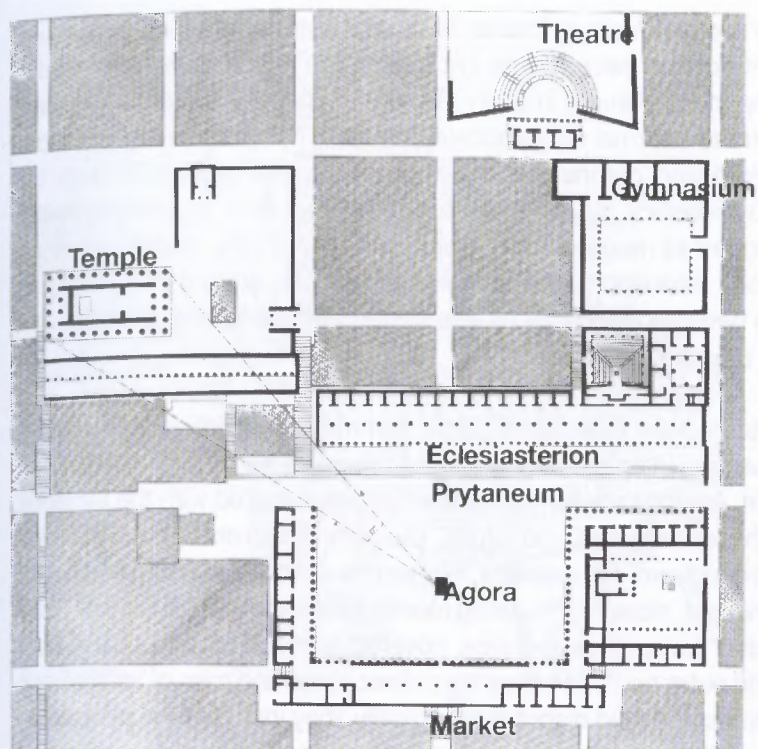 Theatre
Gymnasium
Temple
Eclesiasterion
Prytaneum
Agora
Market